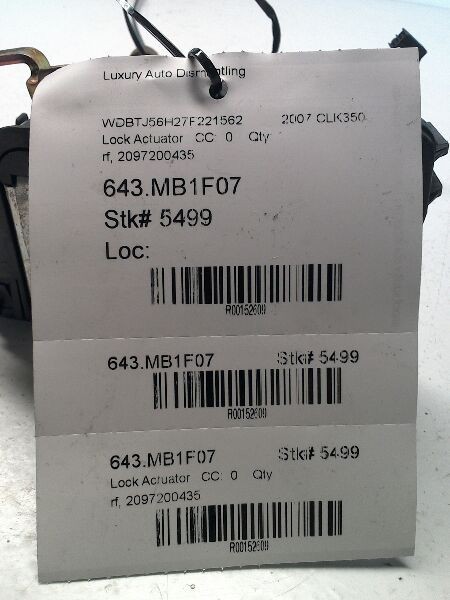 Luxury Auto Dismantling
WDBTJ56H27F221562 2007 CLK350
Lock Actuator CC: 0 Qty
rf, 2097200435
643.MB1F07
Stk# 5499
Loc:
R00152609
643.MB1F07 Stk# 5499
R00152609
643.MB1F07 Stk# 5499
Lock Actuator CC: 0 Qty
rf, 2097200435
R00152609